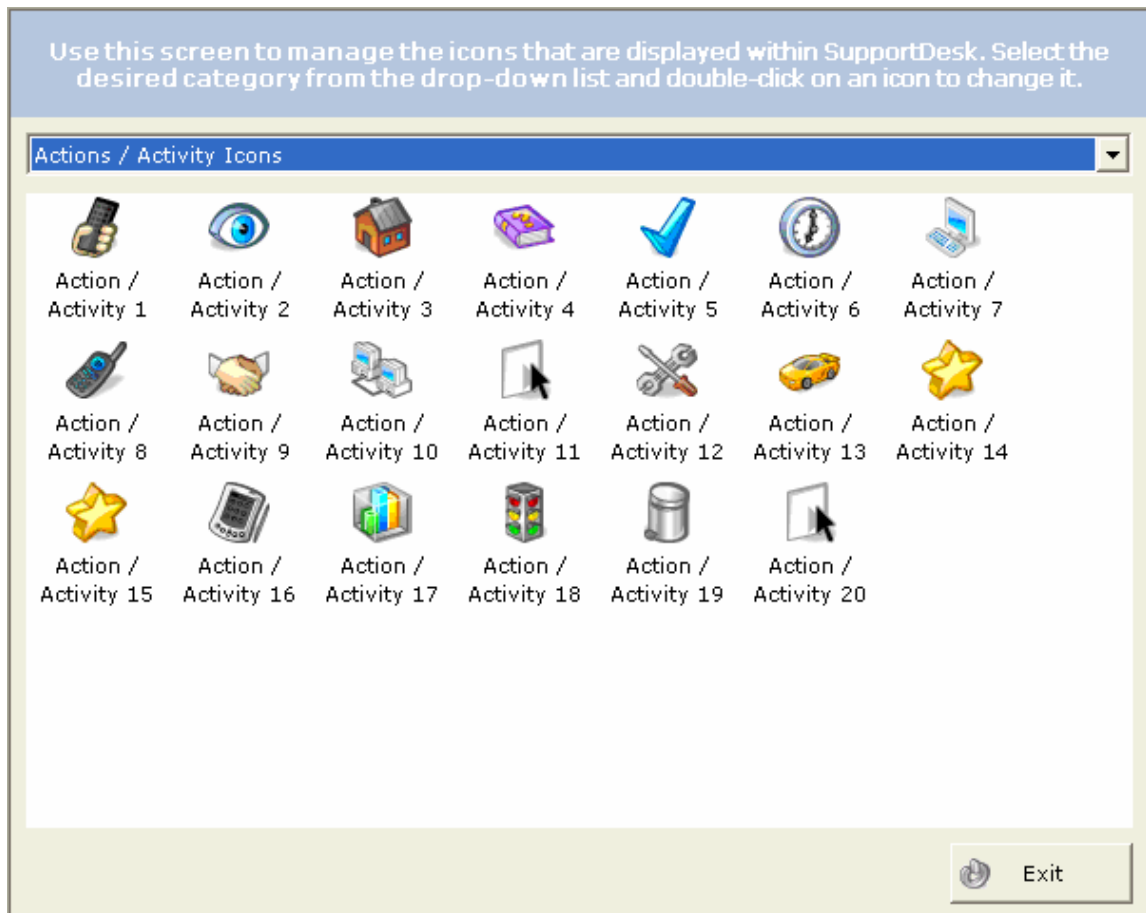 Use this screen to manage the icons that are displayed within SupportDesk. Select the
desired category from the drop-down list and double-click on an icon to change it.
Actions / Activity Icons
Action /
Activity 1
Action /
Activity 2
Action /
Activity 3
Action /
Activity 4
Action /
Activity 5
Action /
Activity 6
Action /
Activity 7
Action /
Activity 8
Action /
Activity 9
Action /
Activity 10
Action /
Activity 11
Action /
Activity 12
Action /
Activity 13
Action /
Activity 14
Action /
Activity 15
Action /
Activity 16
Action /
Activity 17
Action /
Activity 18
Action /
Activity 19
Action /
Activity 20
Exit